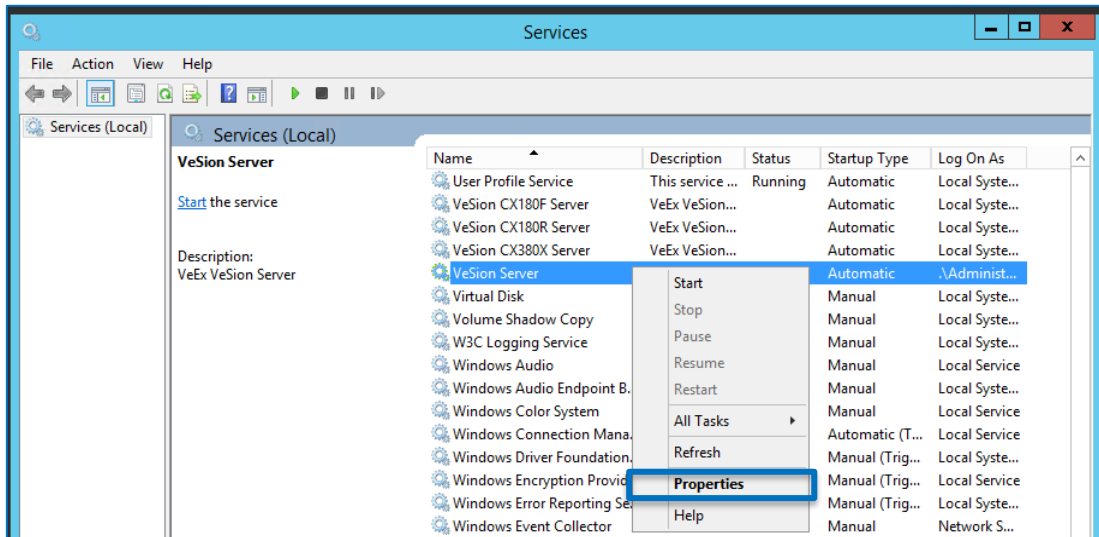 Services
File Action View Help
Services (Local)
Services (Local)
VeSion Server
Start the service
Description:
VeEx VeSion Server
Name Description Status Startup Type Log On As
User Profile Service This service ... Running Automatic Local Syste...
VeSion CX180F Server VeEx VeSion... Automatic Local Syste...
VeSion CX180R Server VeEx VeSion... Automatic Local Syste...
VeSion CX380X Server VeEx VeSion... Automatic Local Syste...
VeSion Server Automatic .\Administ...
Virtual Disk Manual Local Syste...
Volume Shadow Copy Manual Local Syste...
W3C Logging Service Manual Local Syste...
Windows Audio Manual Local Service
Windows Audio Endpoint B. Manual Local Syste...
Windows Color System Manual Local Service
Windows Connection Mana. Automatic (T... Local Service
Windows Driver Foundation. Manual (Trig... Local Syste...
Windows Encryption Provid Manual (Trig... Local Service
Windows Error Reporting Se. Manual (Trig... Local Syste...
Windows Event Collector Manual Network S...
Start
Stop
Pause
Resume
Restart
All Tasks
Refresh
Properties
Help